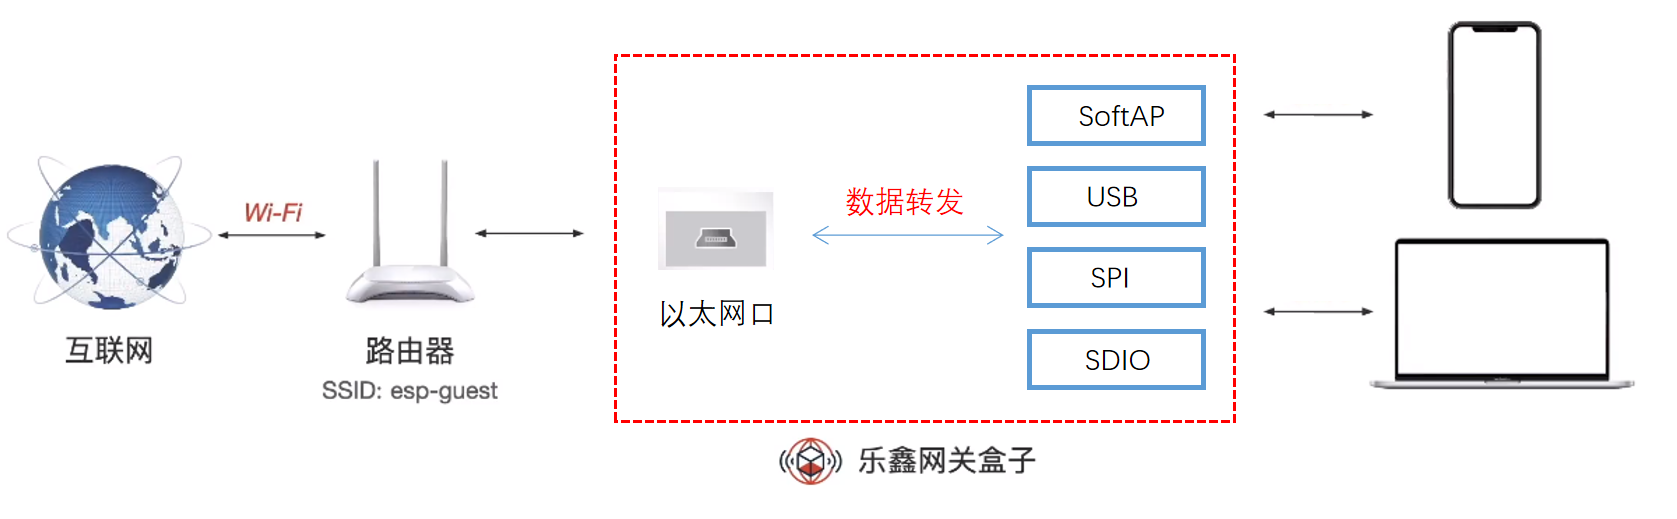 Wi-Fi
互联网
路由器
SSID: esp-guest
以太网口
数据转发
SoftAP
USB
SPI
SDIO
乐鑫网关盒子